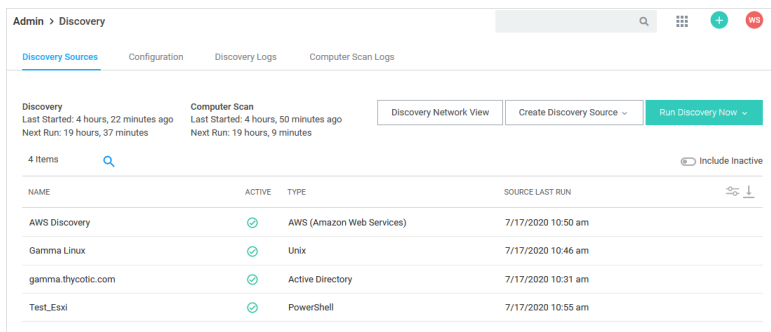 Admin > Discovery
WS
Discovery Sources Configuration Discovery Logs Computer Scan Logs
Discovery Computer Scan
Last Started: 4 hours, 22 minutes ago Last Started: 4 hours, 50 minutes ago
Next Run: 19 hours, 37 minutes Next Run: 19 hours, 9 minutes
Discovery Network View Create Discovery Source Run Discovery Now
4 Items Include Inactive
NAME ACTIVE TYPE SOURCE LAST RUN
AWS Discovery AWS (Amazon Web Services) 7/17/2020 10:50 am
Gamma Linux Unix 7/17/2020 10:46 am
gamma.thycotic.com Active Directory 7/17/2020 10:31 am
Test_Esxi PowerShell 7/17/2020 10:55 am